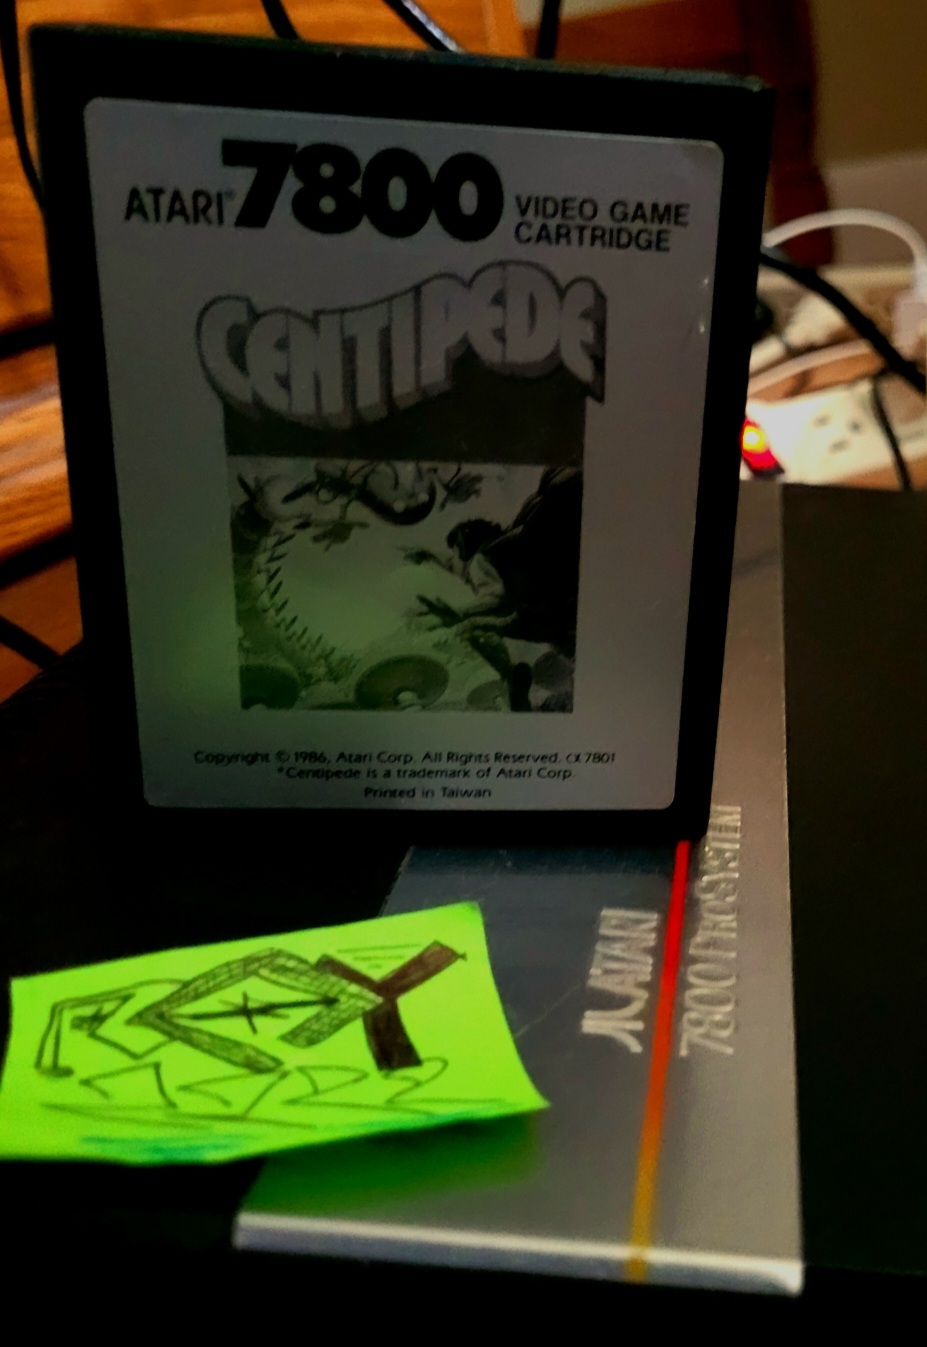 ATARI® 7800 VIDEO GAME
CARTRIDGE
CENTIPEDE
Copyright © 1986, Atari Corp. All Rights Reserved. CX7801
*Centipede is a trademark of Atari Corp.
Printed in Taiwan
ATARI
7800 PROSYSTEM